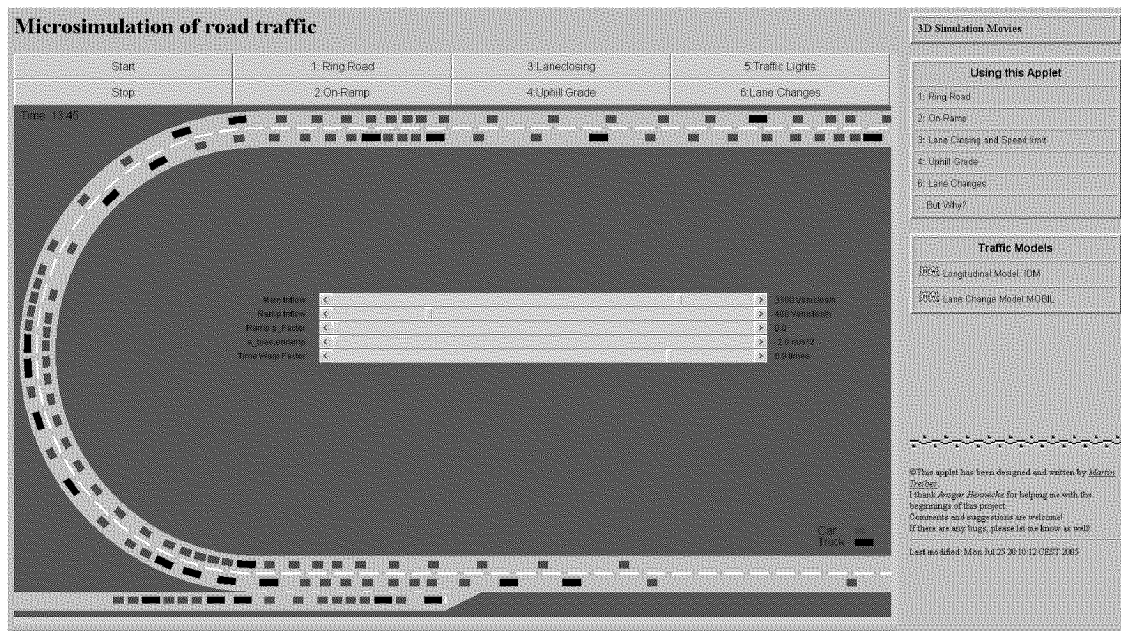 Microsimulation of road traffic
Start
1: Ring Road
3:Laneclosing
5:Traffic Lights
Stop
2:On-Ramp
4:Uphill Grade
6:Lane Changes
Time 13:45
Main Inflow
Ramp Inflow
Time Warp Factor
Car
Truck
3D Simulation Movies
Using this Applet
1: Ring Road
2: On-Ramp
3: Lane Closing and Speed limit
4: Uphill Grade
6: Lane Changes
But Why?
Traffic Models
Longitudinal Model: IDM
Lane Change Model:MOBIL
©This applet has been designed and written by Martin
Treiber.
I thank Ansgar Hennecke for helping me with the
beginnings of this project.
Comments and suggestions are welcome!
If there are any bugs, please let me know as well!
Last modified: Mon Jul 25 20:10:12 CEST 2005